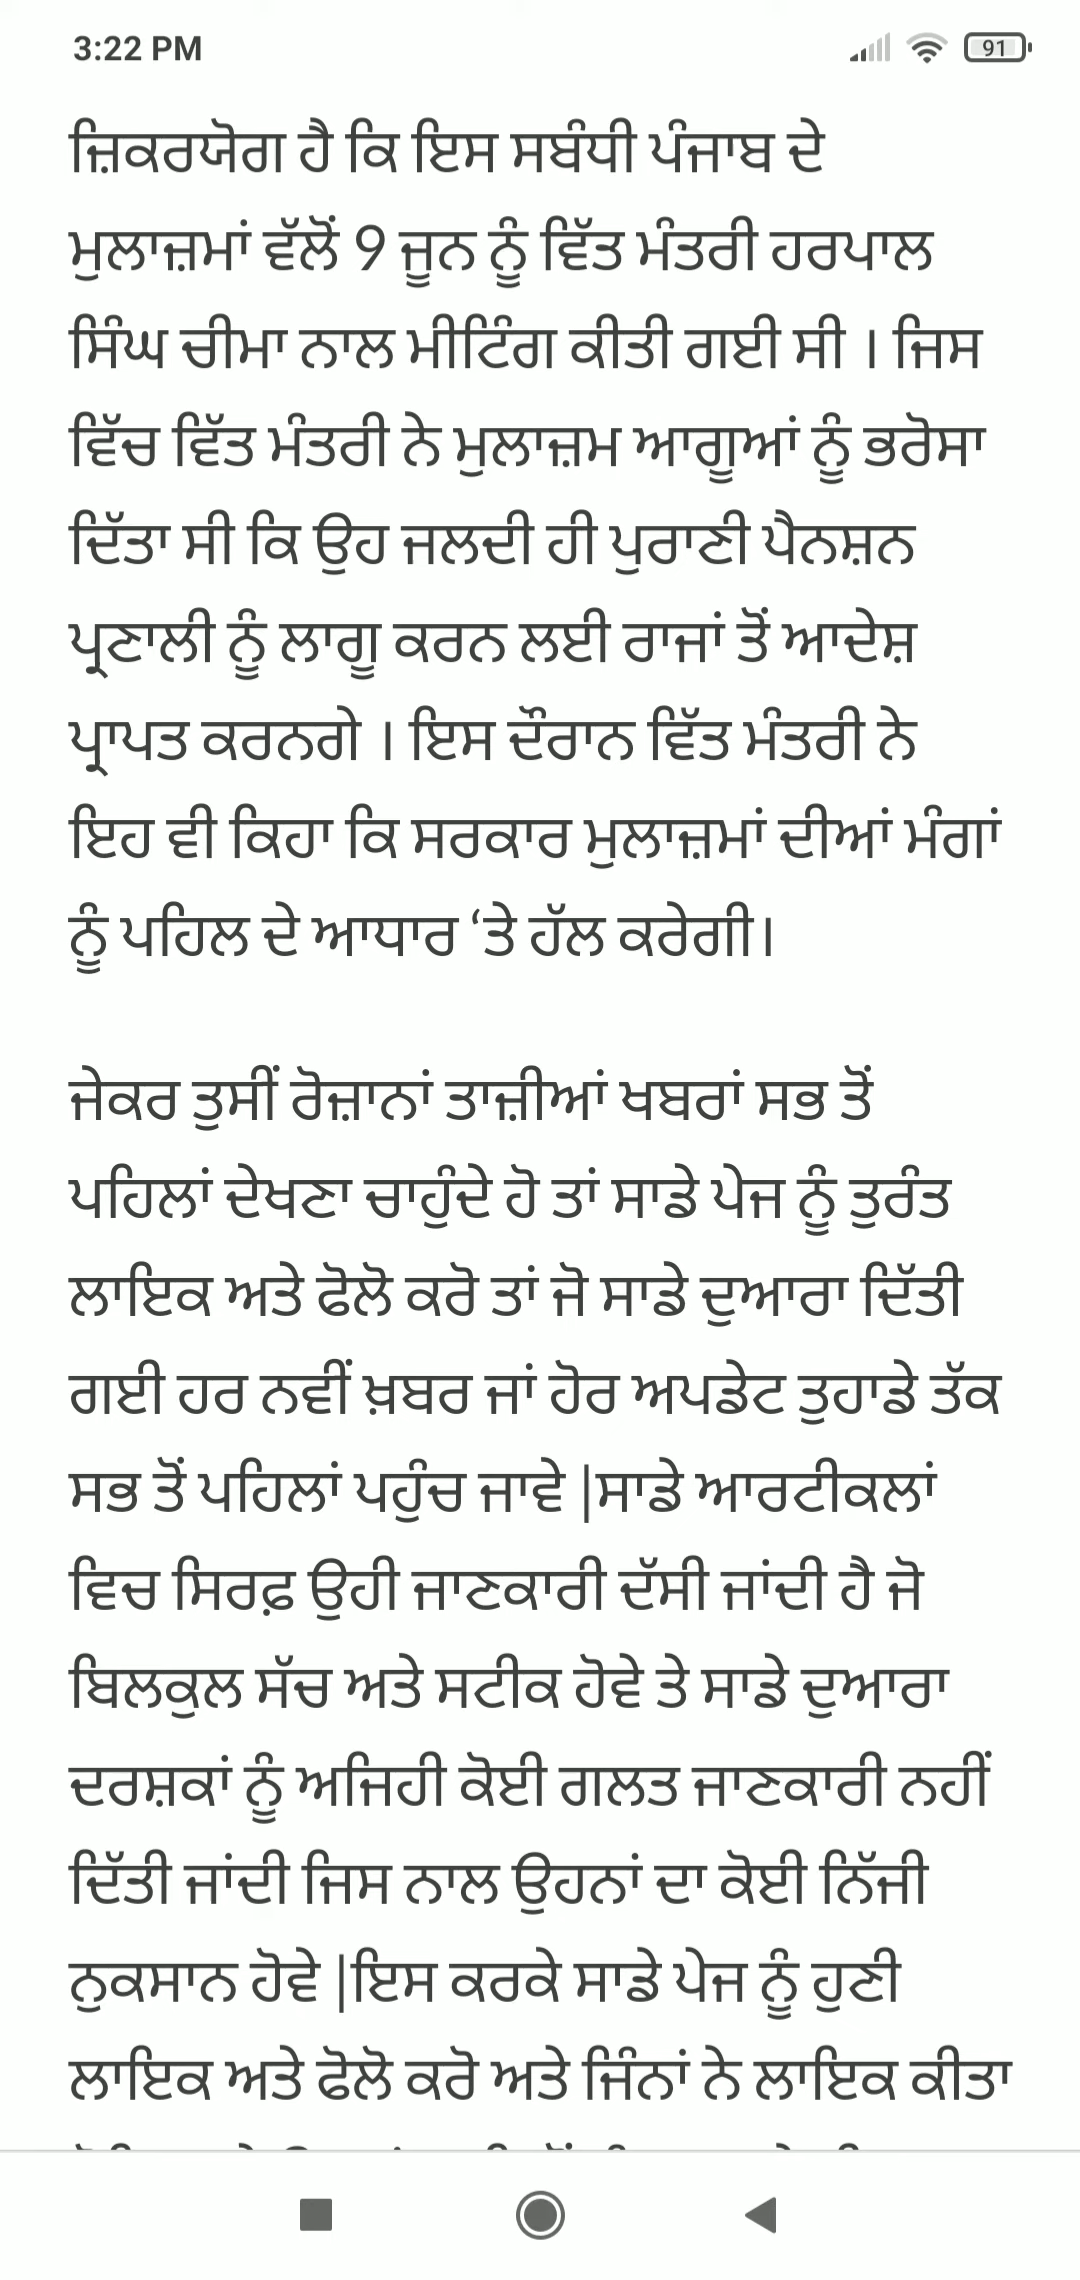 3:22 PM
91
ਜ਼ਿਕਰਯੋਗ ਹੈ ਕਿ ਇਸ ਸਬੰਧੀ ਪੰਜਾਬ ਦੇ
ਮੁਲਾਜ਼ਮਾਂ ਵੱਲੋਂ 9 ਜੂਨ ਨੂੰ ਵਿੱਤ ਮੰਤਰੀ ਹਰਪਾਲ
ਸਿੰਘ ਚੀਮਾ ਨਾਲ ਮੀਟਿੰਗ ਕੀਤੀ ਗਈ ਸੀ । ਜਿਸ
ਵਿੱਚ ਵਿੱਤ ਮੰਤਰੀ ਨੇ ਮੁਲਾਜ਼ਮ ਆਗੂਆਂ ਨੂੰ ਭਰੋਸਾ
ਦਿੱਤਾ ਸੀ ਕਿ ਉਹ ਜਲਦੀ ਹੀ ਪੁਰਾਣੀ ਪੈਨਸ਼ਨ
ਪ੍ਰਣਾਲੀ ਨੂੰ ਲਾਗੂ ਕਰਨ ਲਈ ਰਾਜਾਂ ਤੋਂ ਆਦੇਸ਼
ਪ੍ਰਾਪਤ ਕਰਨਗੇ । ਇਸ ਦੌਰਾਨ ਵਿੱਤ ਮੰਤਰੀ ਨੇ
ਇਹ ਵੀ ਕਿਹਾ ਕਿ ਸਰਕਾਰ ਮੁਲਾਜ਼ਮਾਂ ਦੀਆਂ ਮੰਗਾਂ
ਨੂੰ ਪਹਿਲ ਦੇ ਆਧਾਰ ‘ਤੇ ਹੱਲ ਕਰੇਗੀ।
ਜੇਕਰ ਤੁਸੀਂ ਰੋਜ਼ਾਨਾਂ ਤਾਜ਼ੀਆਂ ਖਬਰਾਂ ਸਭ ਤੋਂ
ਪਹਿਲਾਂ ਦੇਖਣਾ ਚਾਹੁੰਦੇ ਹੋ ਤਾਂ ਸਾਡੇ ਪੇਜ ਨੂੰ ਤੁਰੰਤ
ਲਾਇਕ ਅਤੇ ਫੋਲੋ ਕਰੋ ਤਾਂ ਜੋ ਸਾਡੇ ਦੁਆਰਾ ਦਿੱਤੀ
ਗਈ ਹਰ ਨਵੀਂ ਖ਼ਬਰ ਜਾਂ ਹੋਰ ਅਪਡੇਟ ਤੁਹਾਡੇ ਤੱਕ
ਸਭ ਤੋਂ ਪਹਿਲਾਂ ਪਹੁੰਚ ਜਾਵੇ |ਸਾਡੇ ਆਰਟੀਕਲਾਂ
ਵਿਚ ਸਿਰਫ਼ ਉਹੀ ਜਾਣਕਾਰੀ ਦੱਸੀ ਜਾਂਦੀ ਹੈ ਜੋ
ਬਿਲਕੁਲ ਸੱਚ ਅਤੇ ਸਟੀਕ ਹੋਵੇ ਤੇ ਸਾਡੇ ਦੁਆਰਾ
ਦਰਸ਼ਕਾਂ ਨੂੰ ਅਜਿਹੀ ਕੋਈ ਗਲਤ ਜਾਣਕਾਰੀ ਨਹੀਂ
ਦਿੱਤੀ ਜਾਂਦੀ ਜਿਸ ਨਾਲ ਉਹਨਾਂ ਦਾ ਕੋਈ ਨਿੱਜੀ
ਨੁਕਸਾਨ ਹੋਵੇ |ਇਸ ਕਰਕੇ ਸਾਡੇ ਪੇਜ ਨੂੰ ਹੁਣੀ
ਲਾਇਕ ਅਤੇ ਫੋਲੋ ਕਰੋ ਅਤੇ ਜਿੰਨਾਂ ਨੇ ਲਾਇਕ ਕੀਤਾ